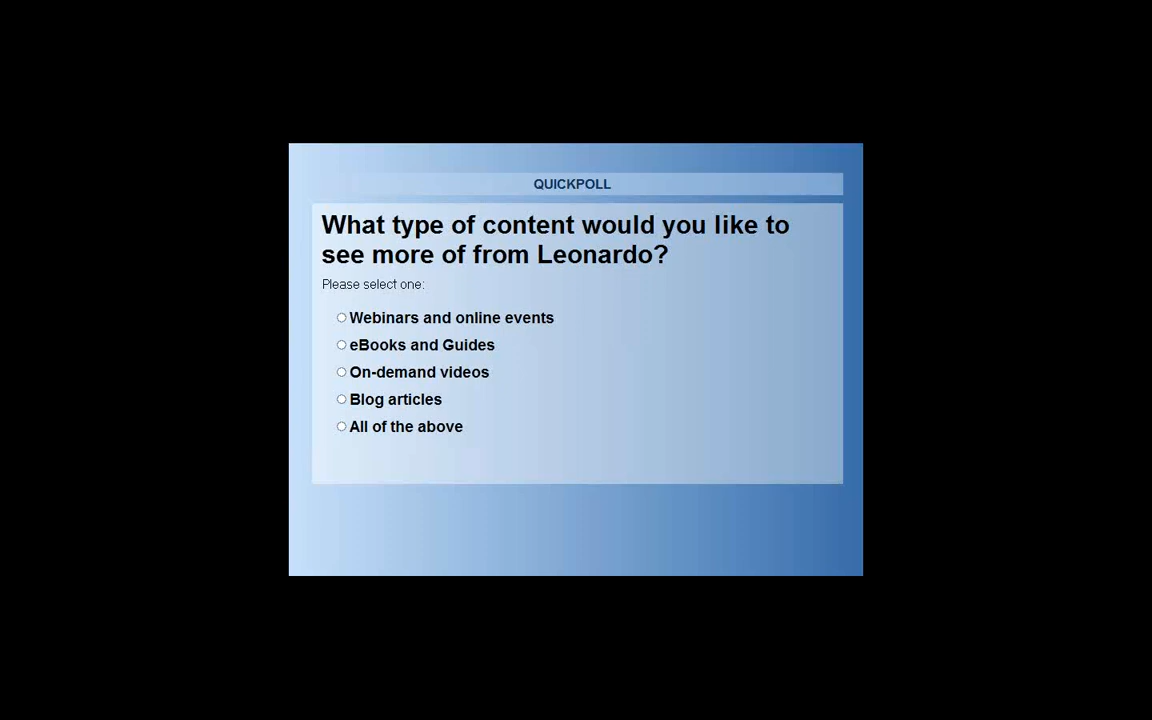 QUICKPOLL
What type of content would you like to
see more of from Leonardo?
Please select one:
Webinars and online events
eBooks and Guides
On-demand videos
Blog articles
All of the above